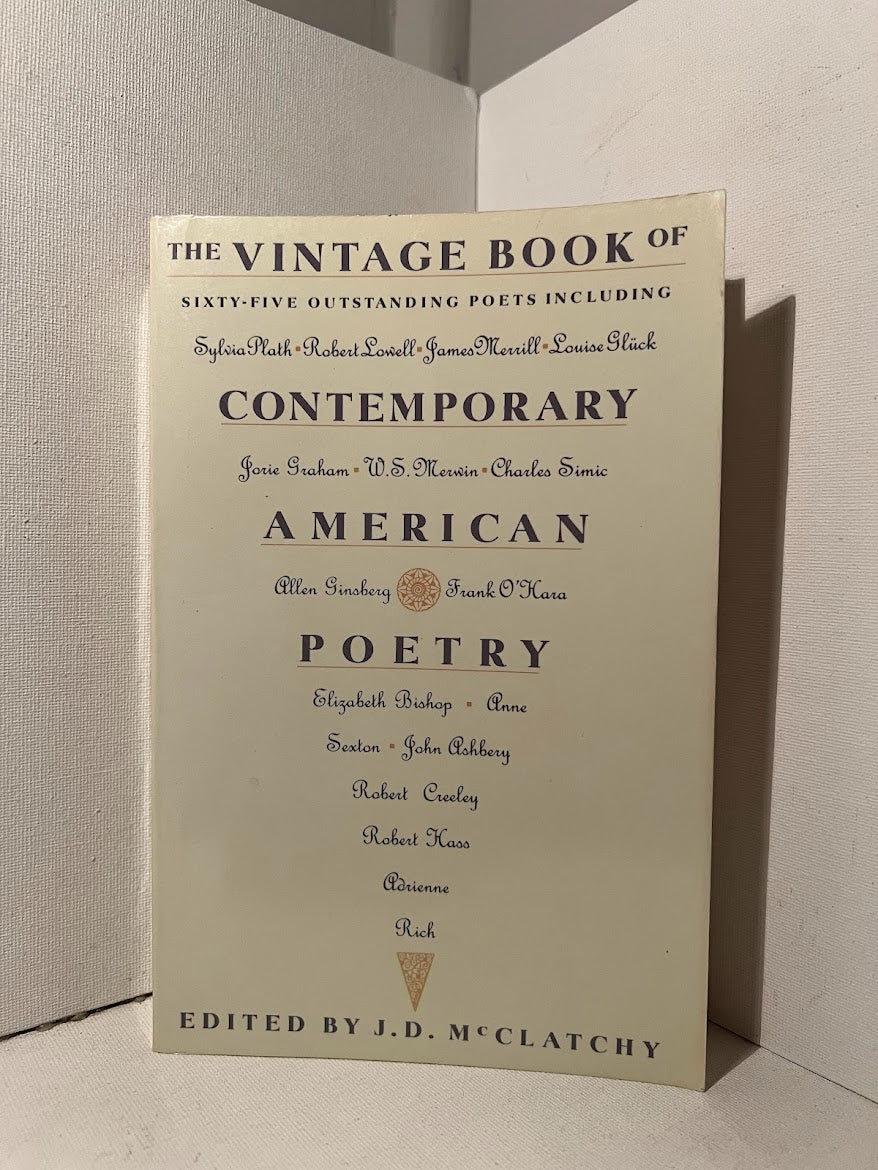 THE VINTAGE BOOK OF
SIXTY-FIVE OUTSTANDING POETS INCLUDING
Sylvia Plath ▪ Robert Lowell ▪ James Merrill ▪ Louise Glück
CONTEMPORARY
Jorie Graham ▪ W.S. Merwin ▪ Charles Simic
AMERICAN
Allen Ginsberg Frank O'Hara
POETRY
Elizabeth Bishop ▪ Anne
Sexton ▪ John Ashbery
Robert Creeley
Robert Hass
Adrienne
Rich
EDITED BY J.D. McCLATCHY